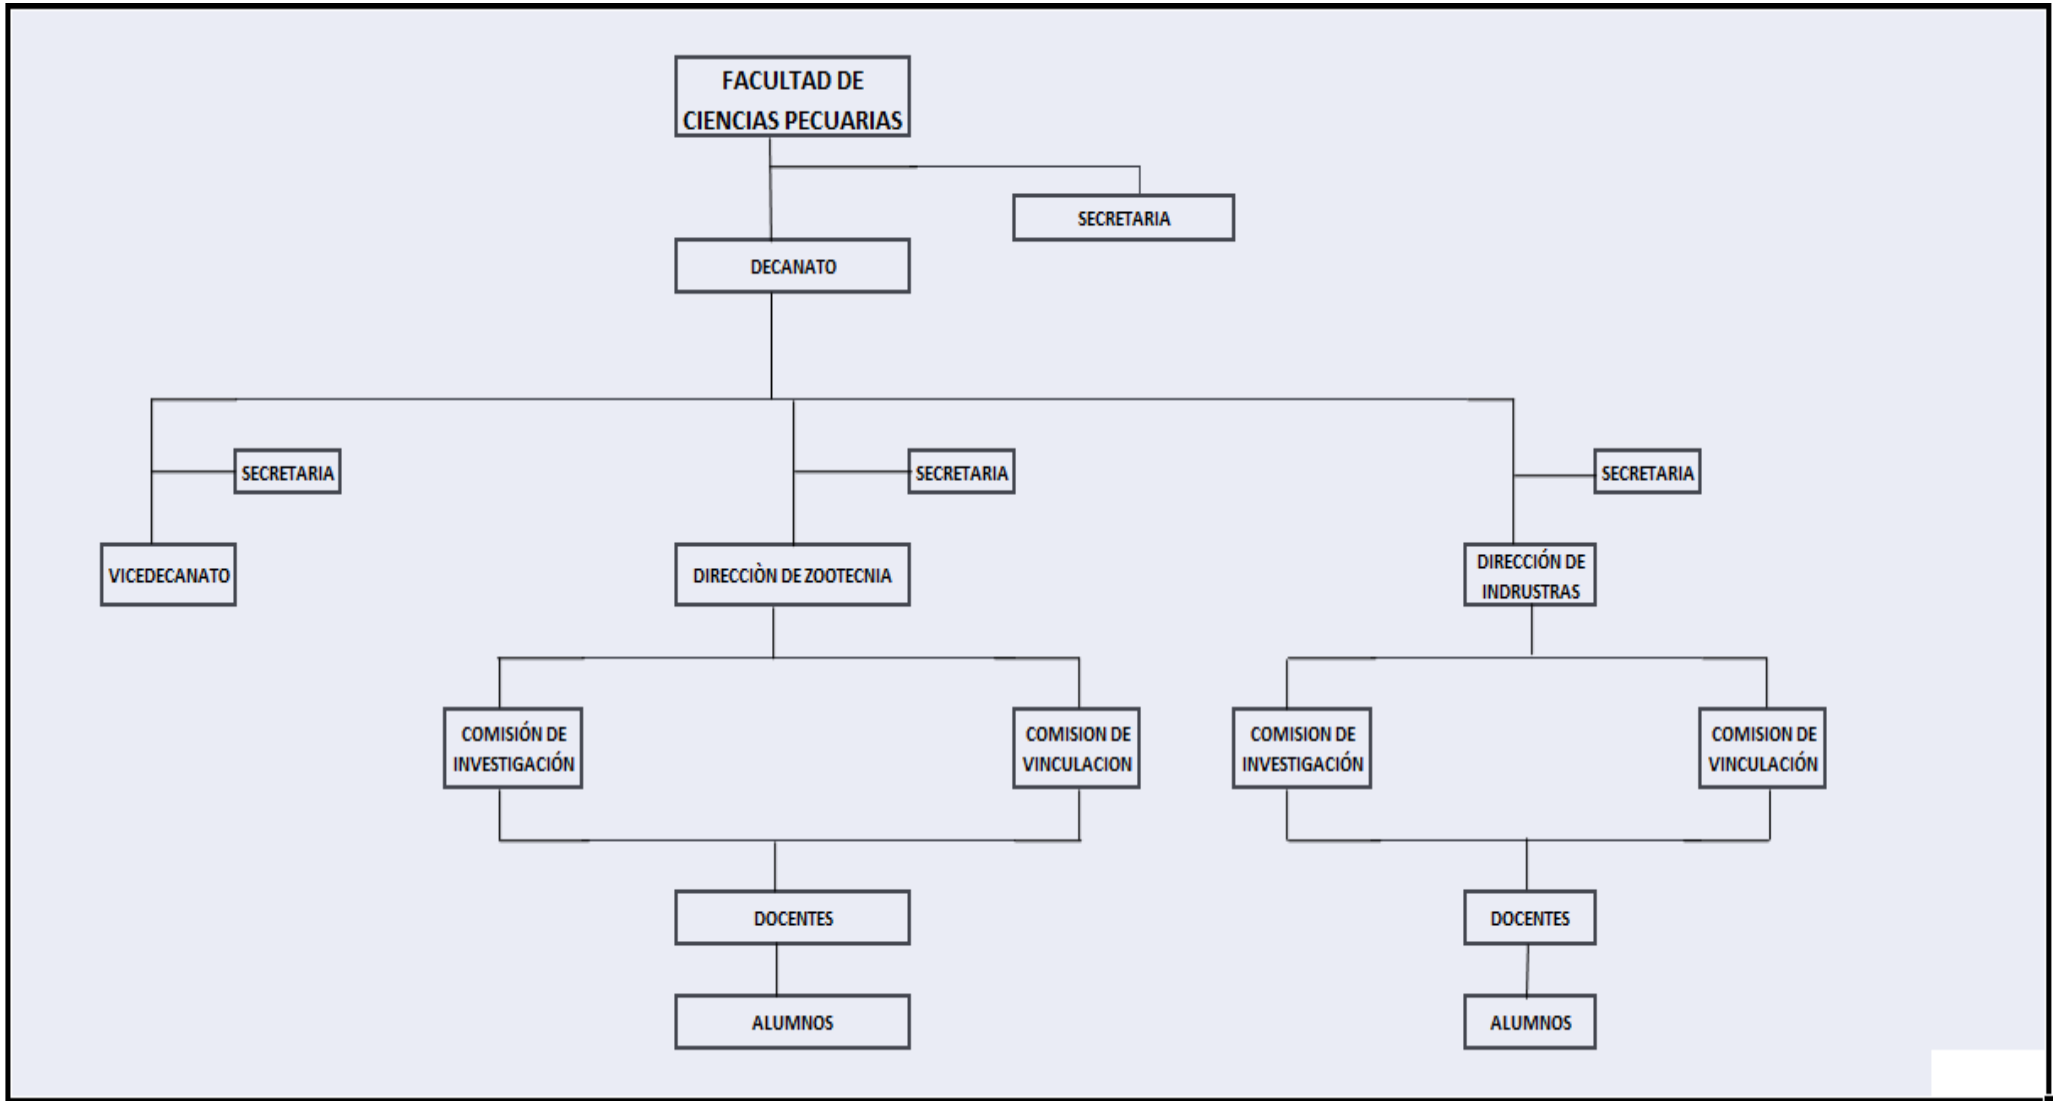 FACULTAD DE
CIENCIAS PECUARIAS
SECRETARIA
DECANATO
SECRETARIA
SECRETARIA
SECRETARIA
VICEDECANATO
DIRECCIÒN DE ZOOTECNIA
DIRECCIÓN DE
INDRUSTRAS
COMISIÓN DE
INVESTIGACIÓN
COMISION DE
VINCULACION
COMISION DE
INVESTIGACIÓN
COMISION DE
VINCULACIÓN
DOCENTES
DOCENTES
ALUMNOS
ALUMNOS